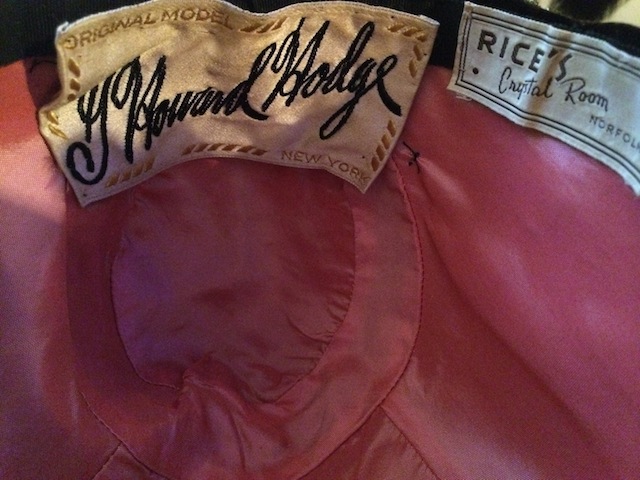 ORIGINAL MODEL
G Howard Hodge
NEW YORK
RICE'S
Crystal Room
NORFOLK